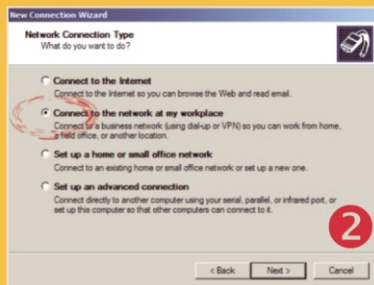 New Connection Wizard
Network Connection Type
What do you want to do?
Connect to the Internet
Connect to the Internet so you can browse the Web and read email.
Connect to the network at my workplace
Connect to a business network (using dial-up or VPN) so you can work from home,
a field office, or another location.
Set up a home or small office network
Connect to an existing home or small office network or set up a new one.
Set up an advanced connection
Connect directly to another computer using your serial, parallel, or infrared port, or
set up this computer so that other computers can connect to it.
2
< Back Next > Cancel